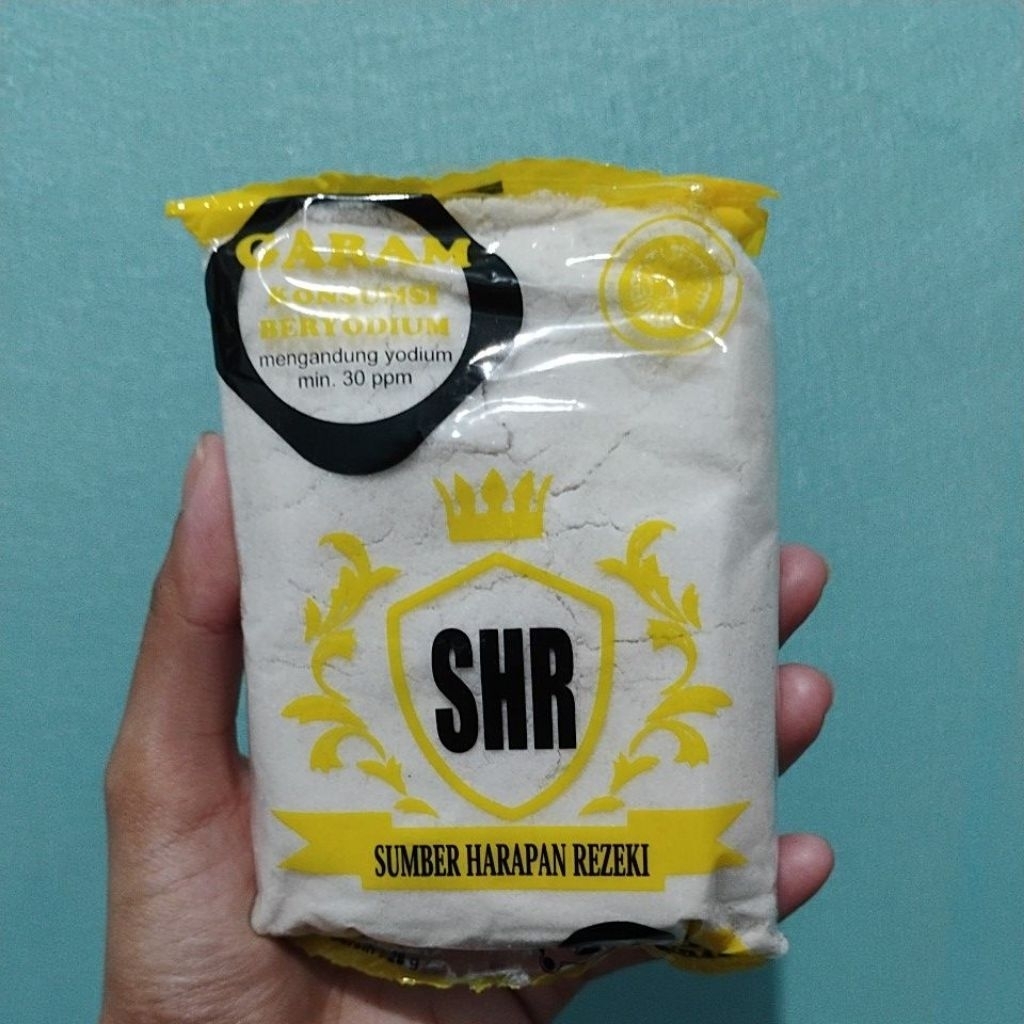 GARAM
KONSUMSI
BERYODIUM
mengandung yodium
min. 30 ppm
SHR
SUMBER HARAPAN REZEKI